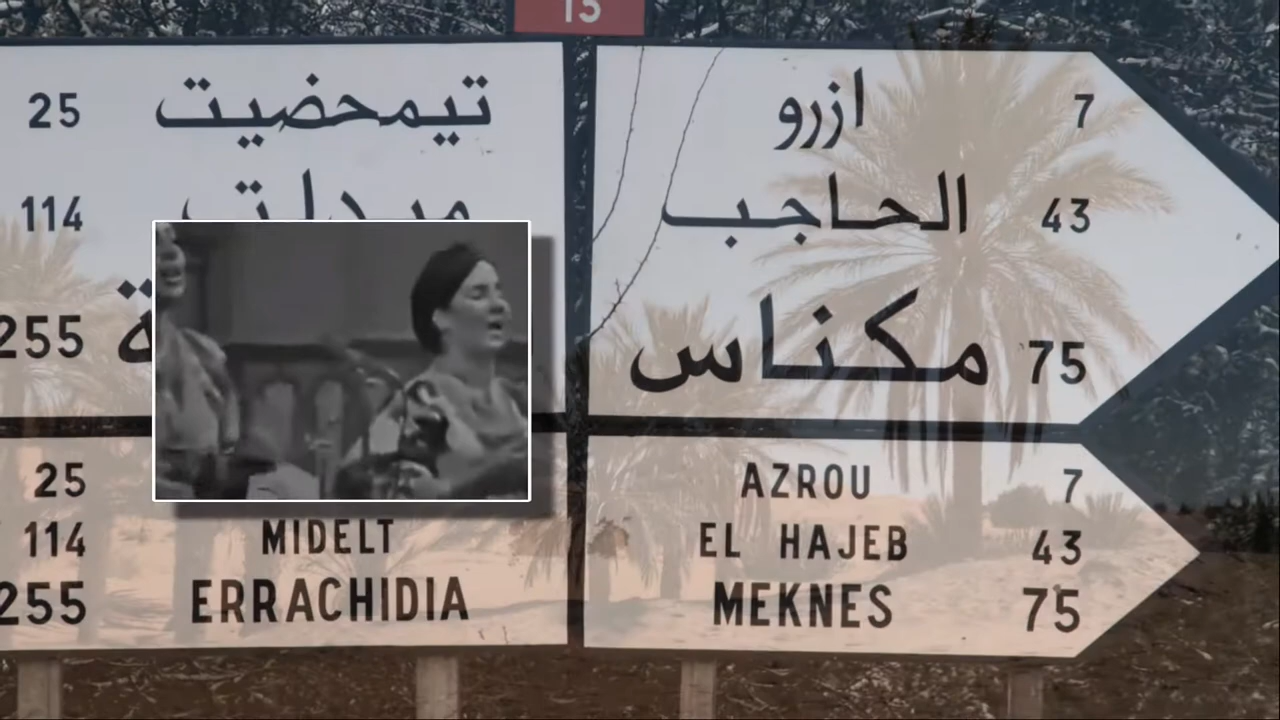 تيمحضيت 25
ميدلت 114
255
25
MIDELT 114
ERRACHIDIA 255
ازرو 7
الحاجب 43
مكناس 75
AZROU 7
EL HAJEB 43
MEKNES 75